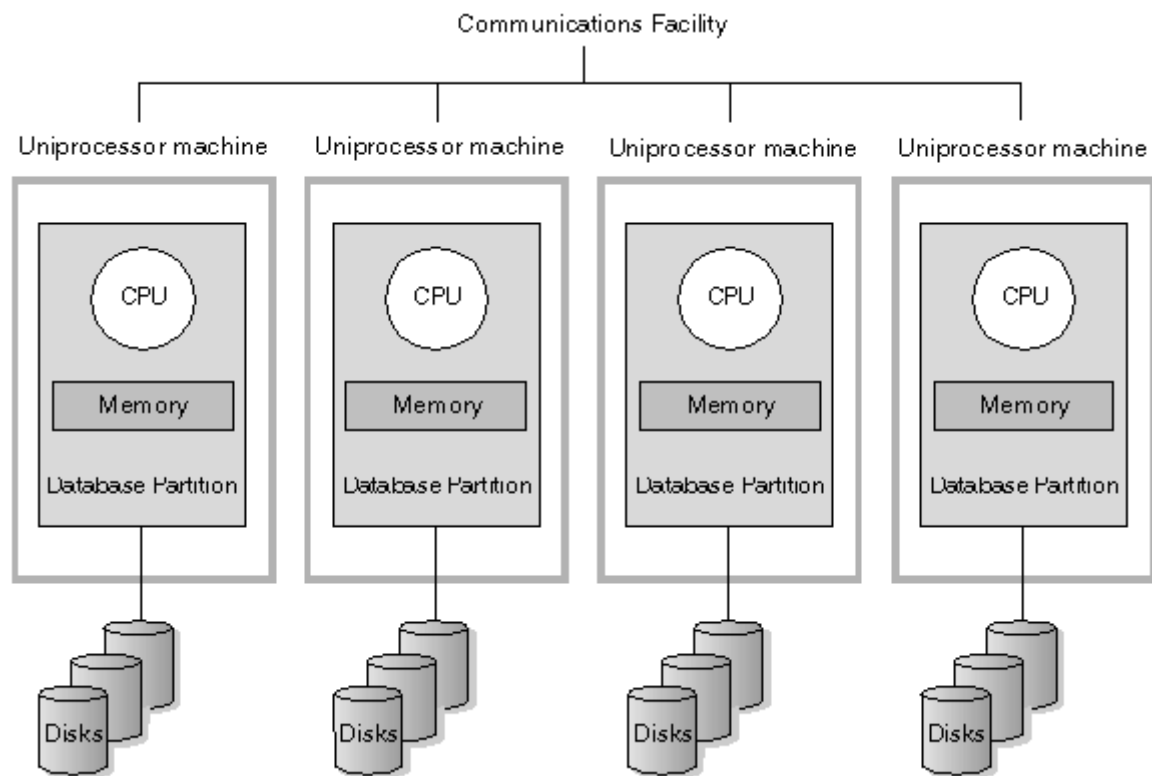 Communications Facility
Uniprocessor machine
Uniprocessor machine
Uniprocessor machine
Uniprocessor machine
CPU
CPU
CPU
CPU
Memory
Memory
Memory
Memory
Database Partition
Database Partition
Database Partition
Database Partition
Disks
Disks
Disks
Disks